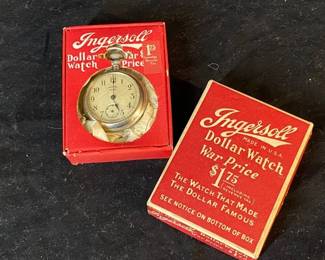 Ingersoll
Dollar
Watch
War
Price
Ingersoll
MADE IN U.S.A.
Dollar Watch
War Price
$1.75
INCLUDING
THE WATCH THAT MADE
THE DOLLAR FAMOUS
SEE NOTICE ON BOTTOM OF BOX